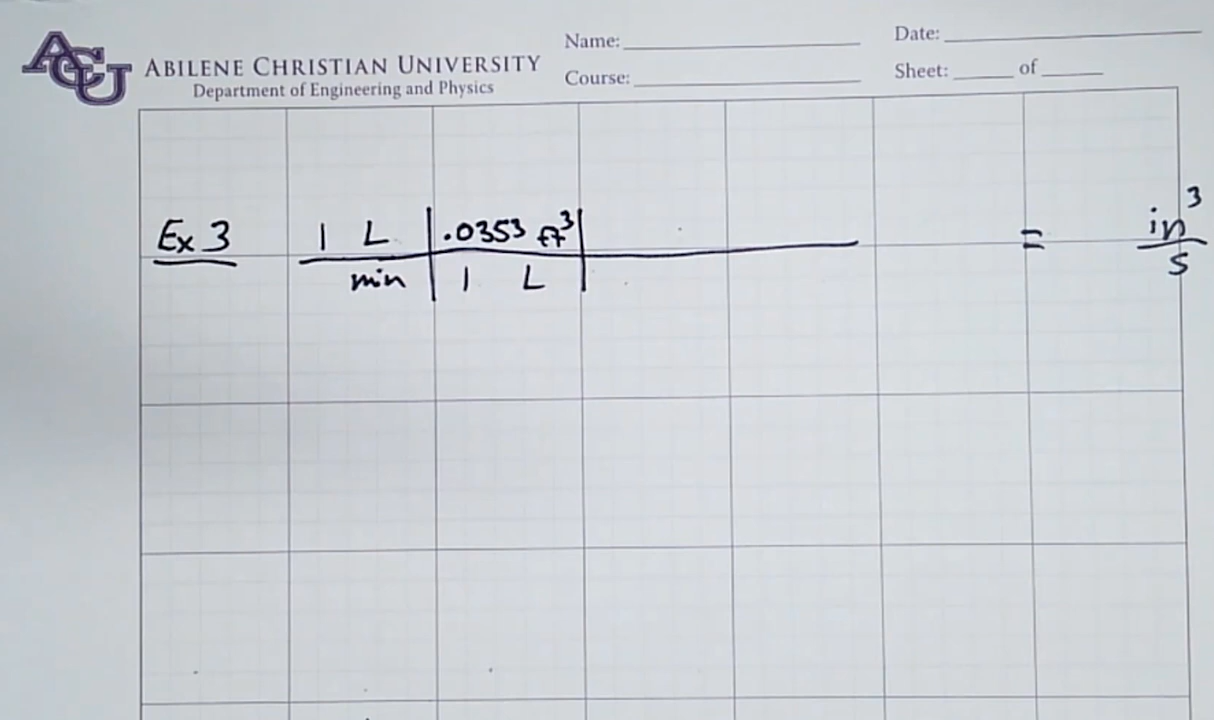 ACU
ABILENE CHRISTIAN UNIVERSITY
Department of Engineering and Physics
Name:
Course:
Date:
Sheet: of
Ex 3
1 L | .0353 ft³ | = in³
min | 1 L | s